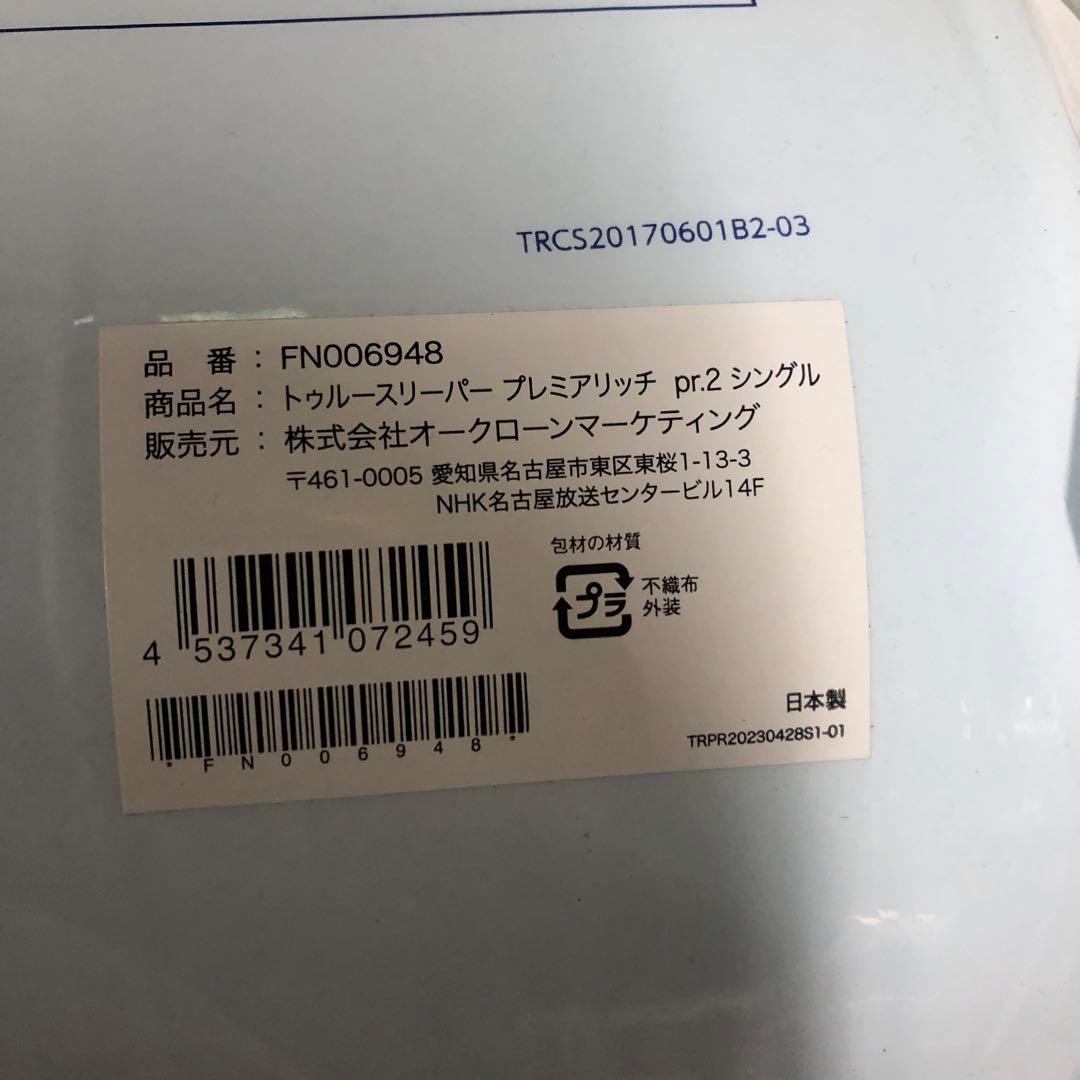 TRCS20170601B2-03
品 番 : FN006948
商品名 : トゥルースリーパー プレミアリッチ pr.2 シングル
販売元 : 株式会社オークローンマーケティング
〒461-0005 愛知県名古屋市東区東桜1-13-3
NHK名古屋放送センタービル14F
包材の材質
プラ
不織布
外装
4 537341 072459
*FN006948*
日本製
TRPR20230428S1-01